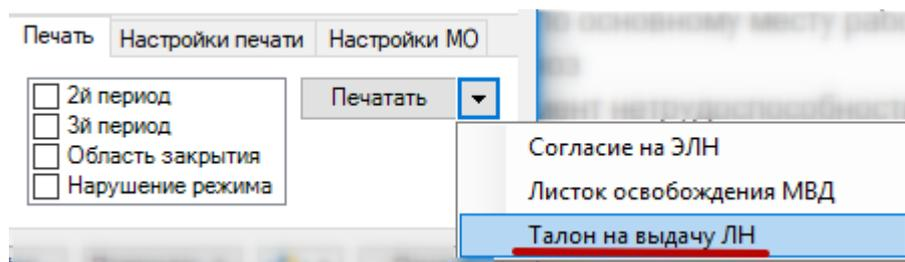 Печать Настройки печати Настройки МО
2й период
3й период
Область закрытия
Нарушение режима
Печатать
Согласие на ЭЛН
Листок освобождения МВД
Талон на выдачу ЛН